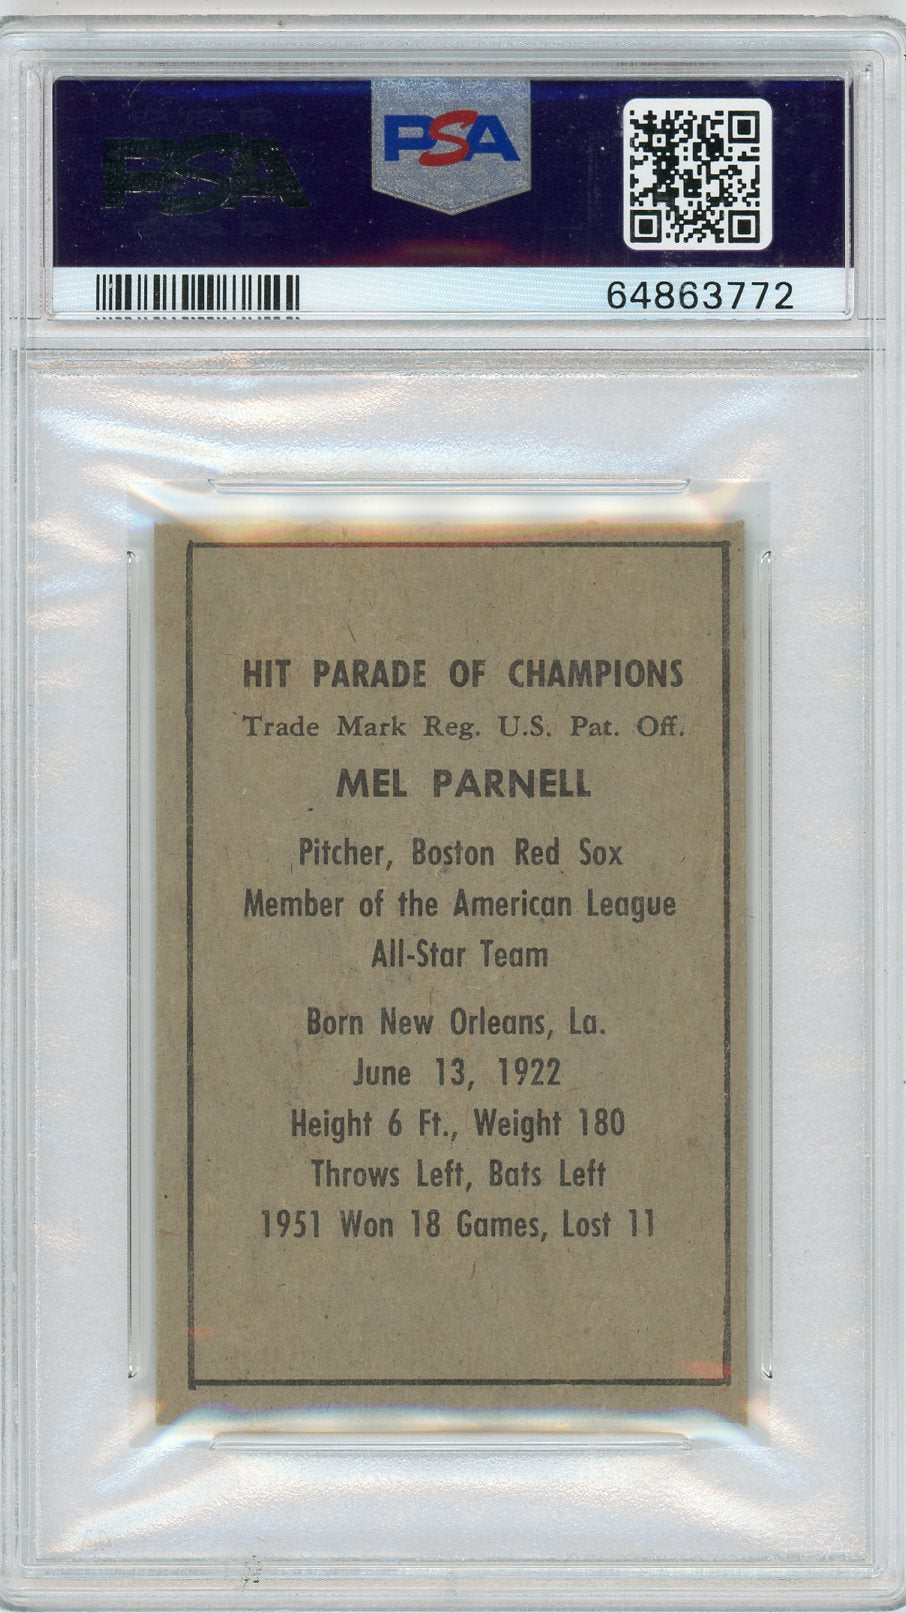 PSA
PSA
64863772
HIT PARADE OF CHAMPIONS
Trade Mark Reg. U.S. Pat. Off.
MEL PARNELL
Pitcher, Boston Red Sox
Member of the American League
All-Star Team
Born New Orleans, La.
June 13, 1922
Height 6 Ft., Weight 180
Throws Left, Bats Left
1951 Won 18 Games, Lost 11